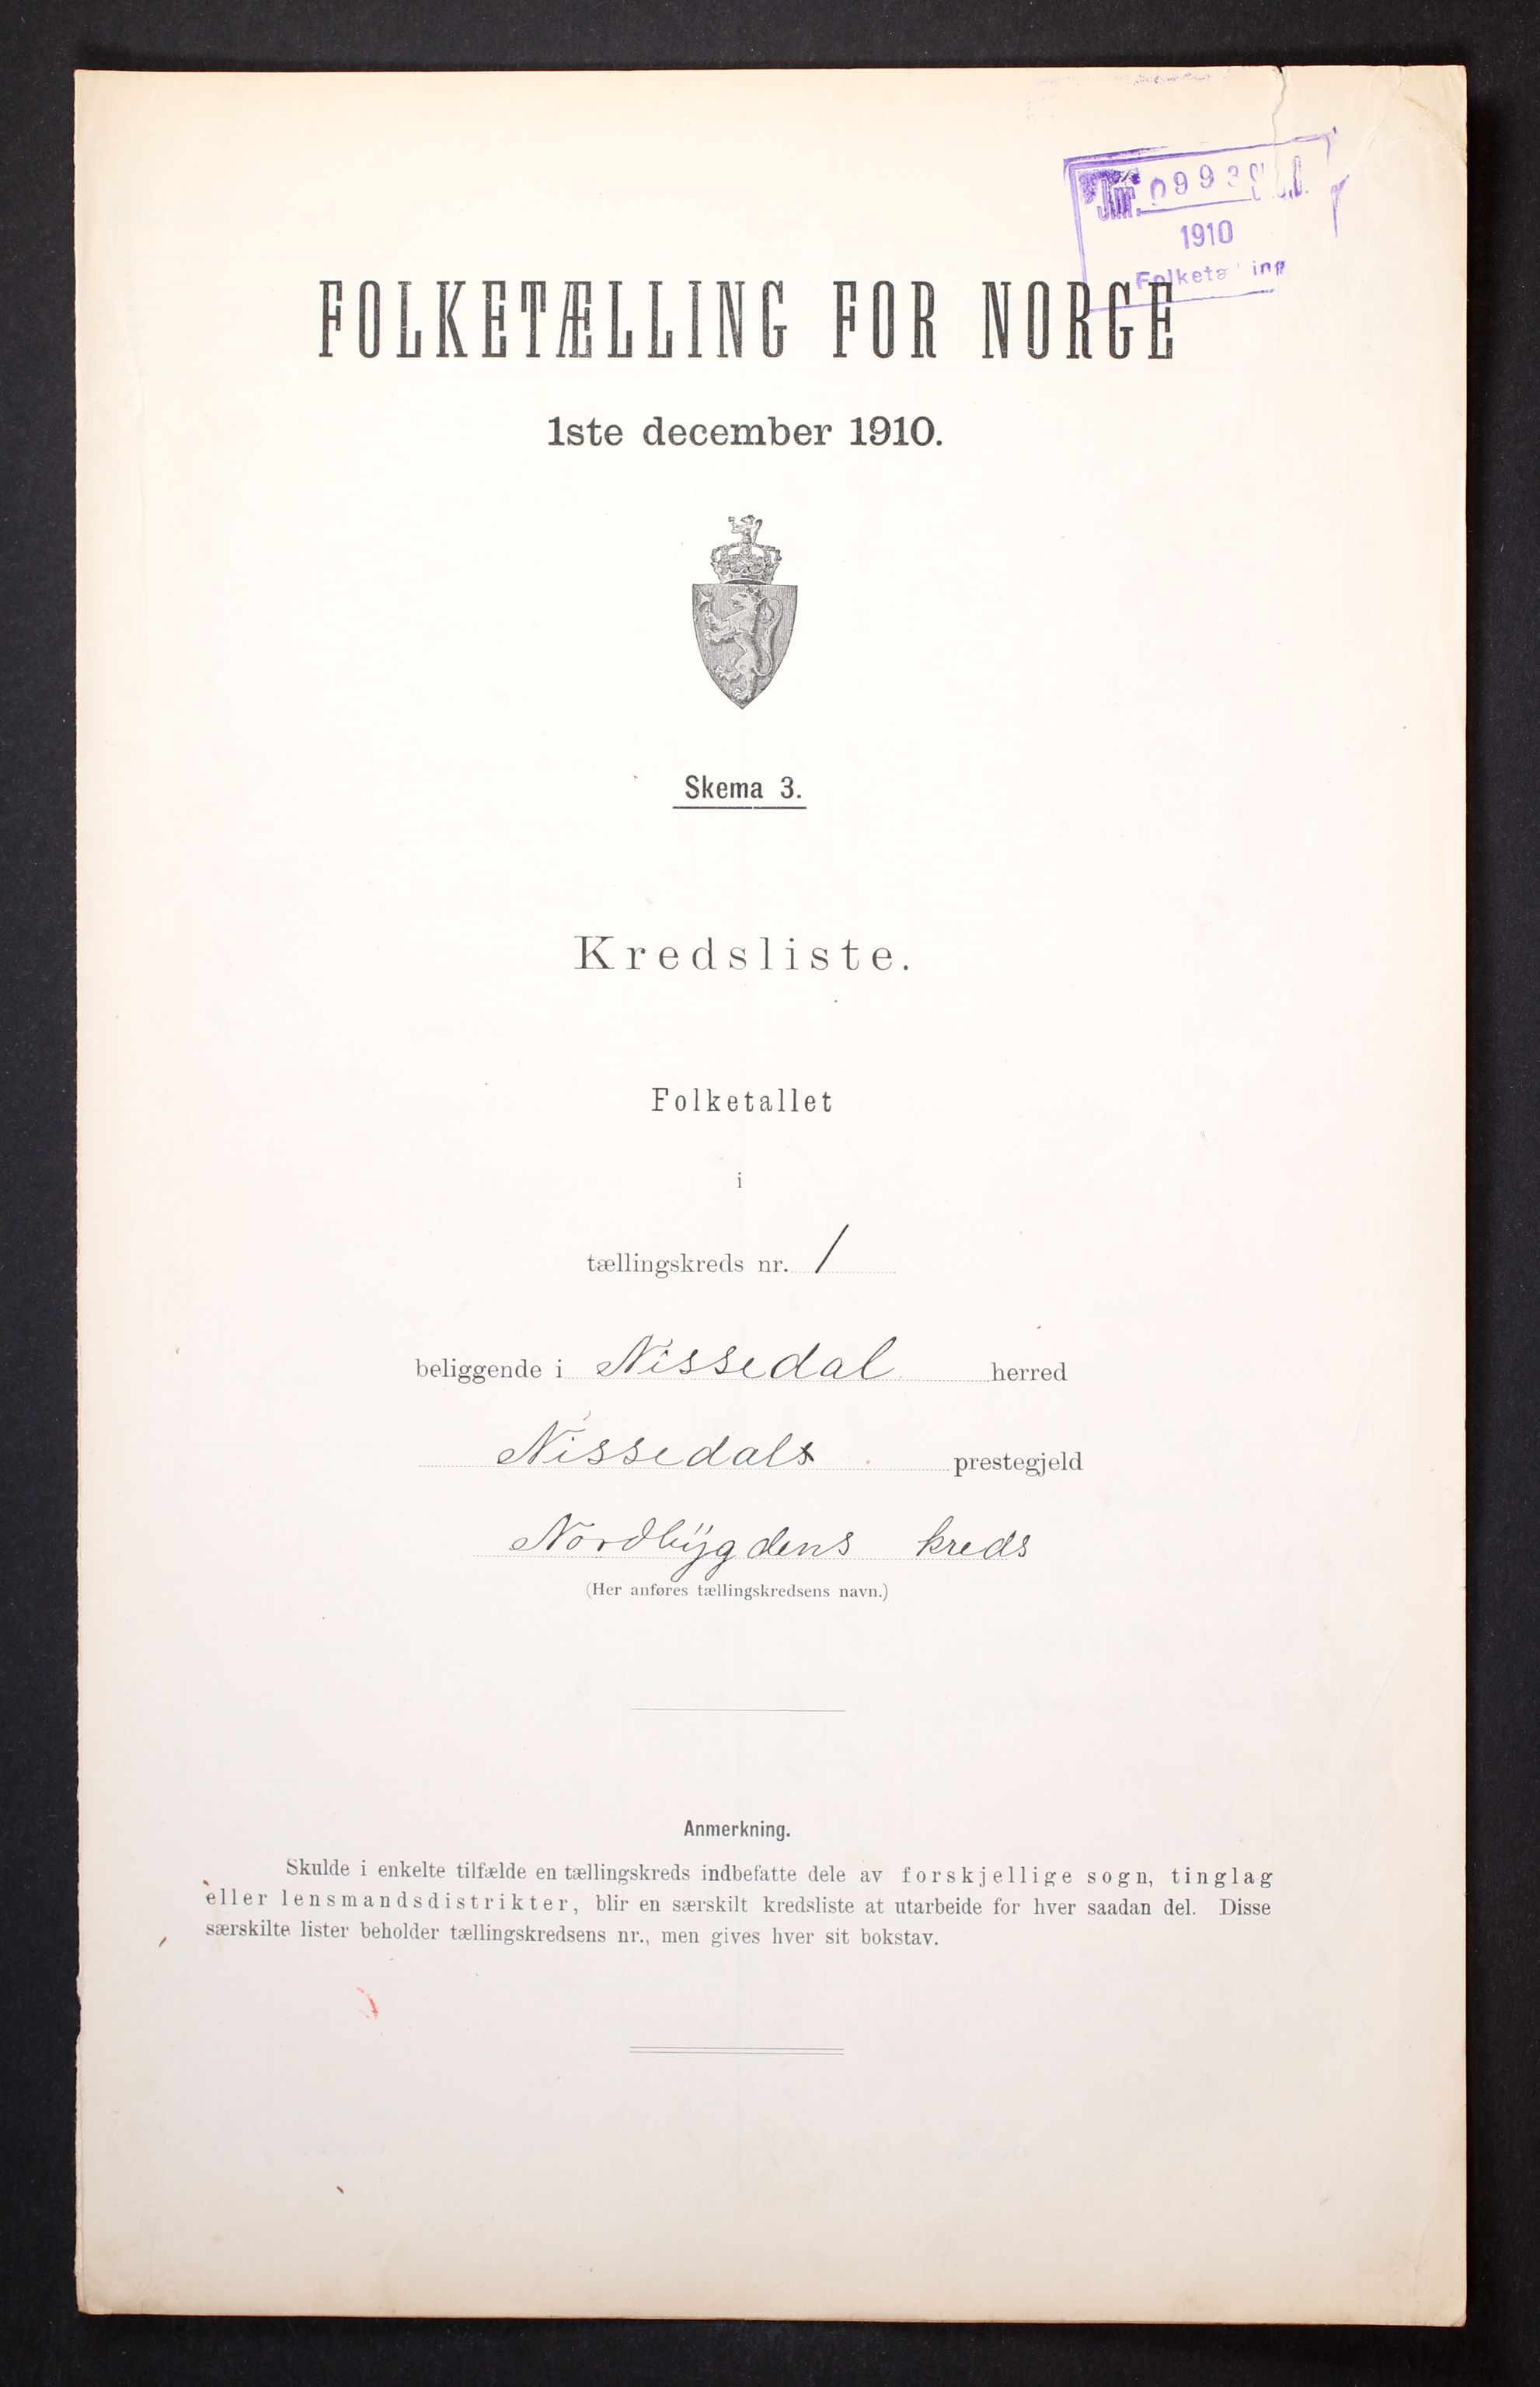 Jnr.
1910
Folketælling
FOLKETÆLLING FOR NORGE
1ste december 1910.
Skema 3.
Kredsliste.
Folketallet
i
tællingskreds nr. 1
beliggende i Nissedal herred
Nissedals prestegjeld
Nordbÿgdens kreds
(Her anføres tællingskredsens navn.)
Anmerkning.
Skulde i enkelte tilfælde en tællingskreds indbefatte dele av forskjellige sogn, tinglag
eller lensmandsdistrikter, blir en særskilt kredsliste at utarbeide for hver saadan del. Disse
særskilte lister beholder tællingskredsens nr., men gives hver sit bokstav.